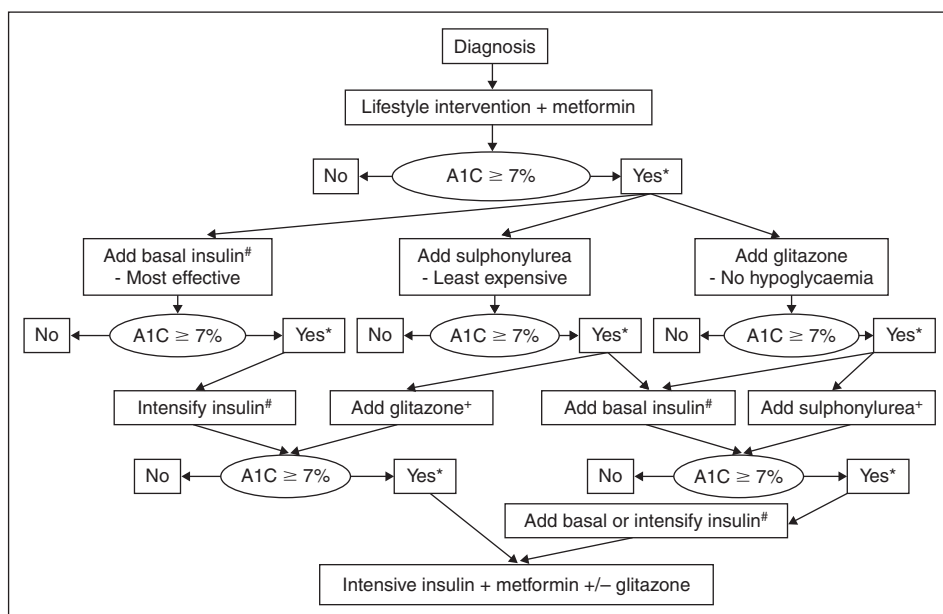 Diagnosis
Lifestyle intervention + metformin
No
A1C ≥ 7%
Yes*
Add basal insulin#
- Most effective
Add sulphonylurea
- Least expensive
Add glitazone
- No hypoglycaemia
No
A1C ≥ 7%
Yes*
No
A1C ≥ 7%
Yes*
No
A1C ≥ 7%
Yes*
Intensify insulin#
Add glitazone+
Add basal insulin#
Add sulphonylurea+
No
A1C ≥ 7%
Yes*
No
A1C ≥ 7%
Yes*
Add basal or intensify insulin#
Intensive insulin + metformin +/– glitazone